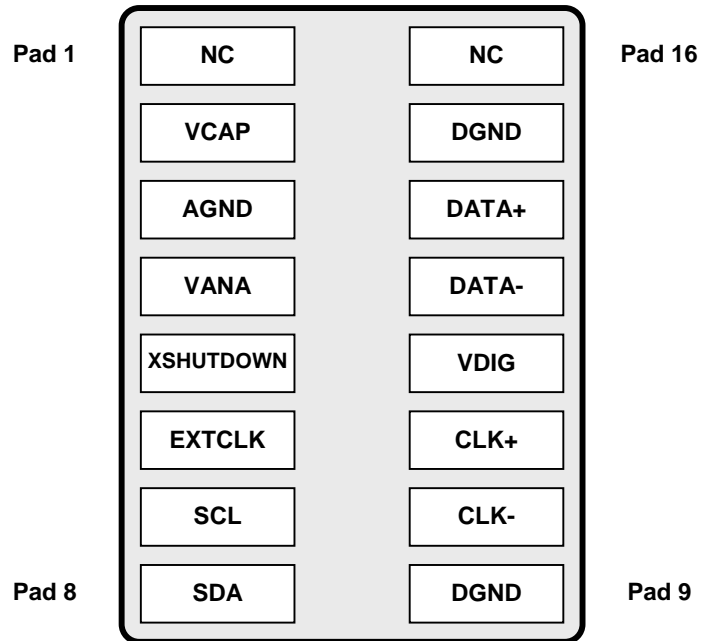 Pad 1 NC NC Pad 16
VCAP DGND
AGND DATA+
VANA DATA-
XSHUTDOWN VDIG
EXTCLK CLK+
SCL CLK-
Pad 8 SDA DGND Pad 9